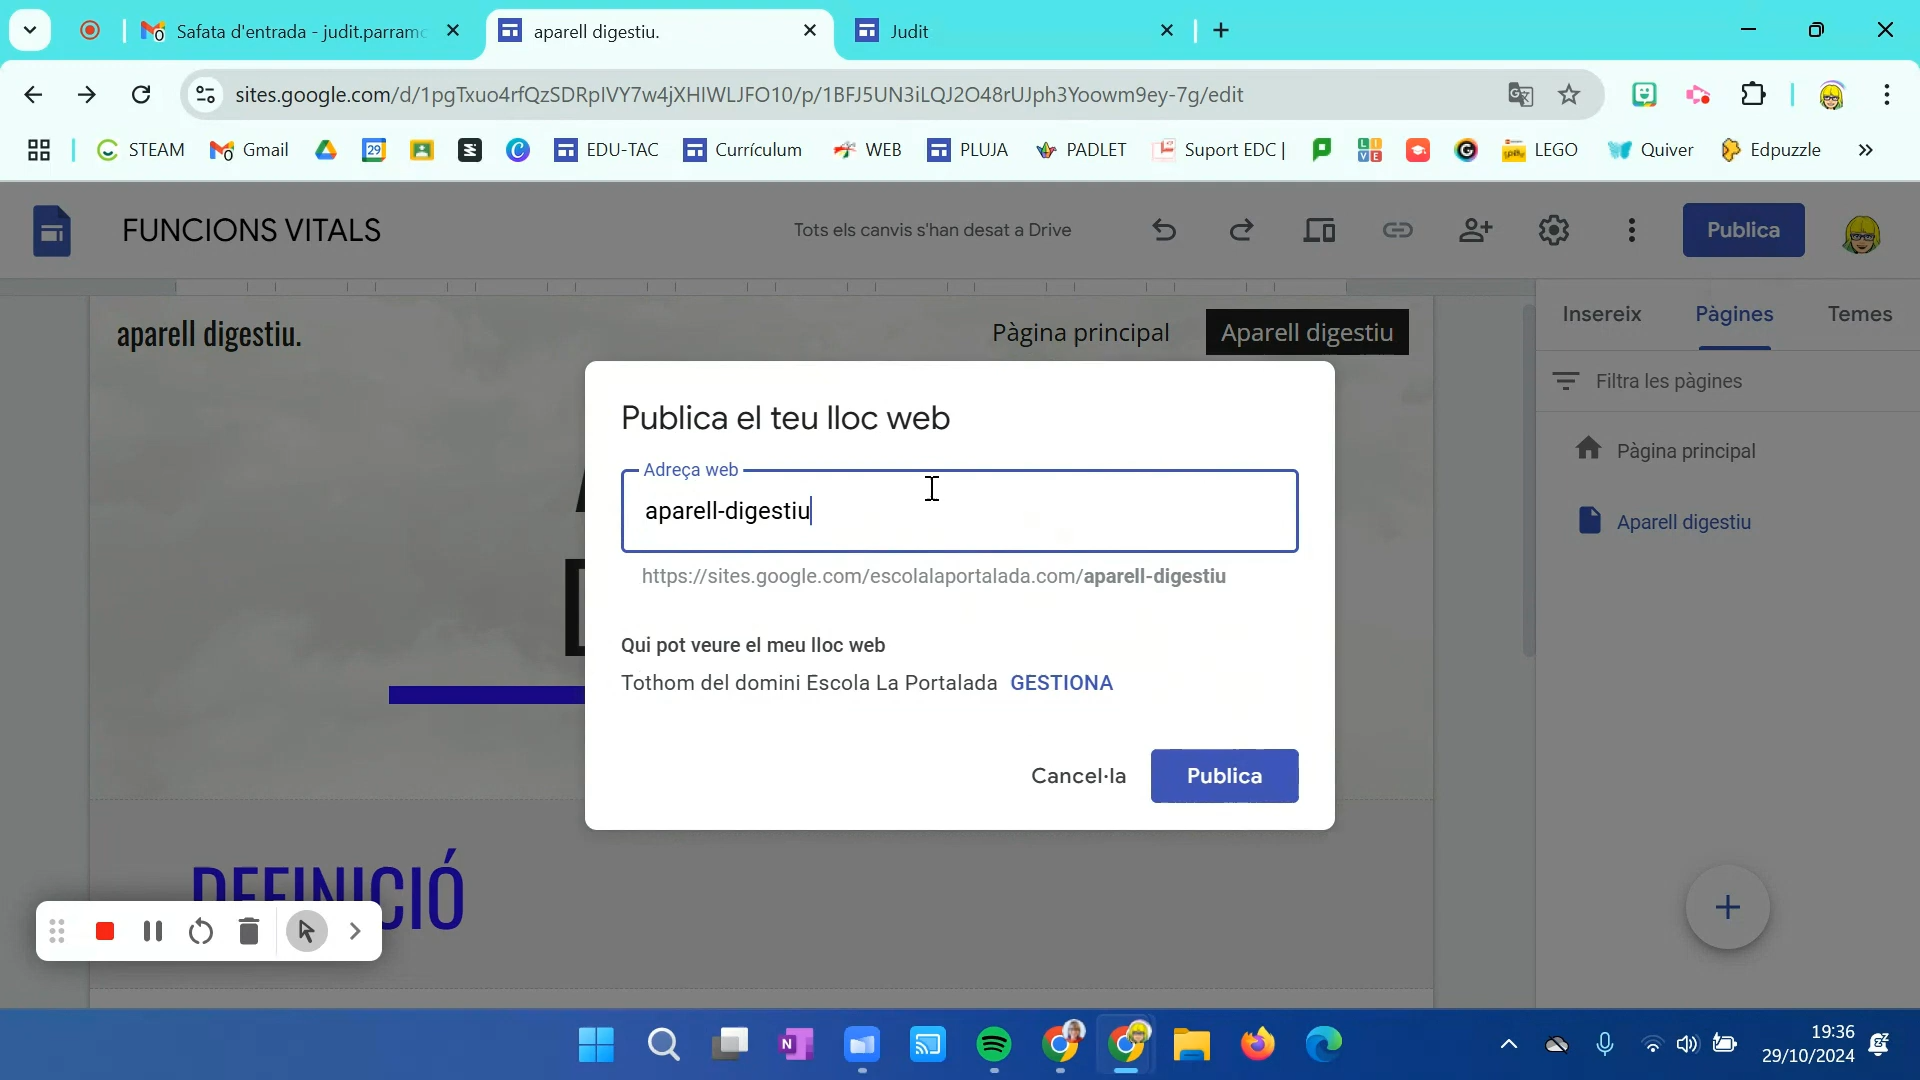 Safata d'entrada - judit.parramo
aparell digestiu.
Judit
sites.google.com/d/1pgTxuo4rfQzSDRpIVY7w4jXHIWLJFO10/p/1BFJ5UN3iLQJ2O48rUJph3Yoowm9ey-7g/edit
STEAM
Gmail
EDU-TAC
Currículum
WEB
PLUJA
PADLET
Suport EDC |
LEGO
Quiver
Edpuzzle
FUNCIONS VITALS
Tots els canvis s'han desat a Drive
Publica
aparell digestiu.
Pàgina principal
Aparell digestiu
Insereix
Pàgines
Temes
Filtra les pàgines
Pàgina principal
Aparell digestiu
Publica el teu lloc web
Adreça web
aparell-digestiu
https://sites.google.com/escolalaportalada.com/aparell-digestiu
Qui pot veure el meu lloc web
Tothom del domini Escola La Portalada GESTIONA
Cancel·la
Publica
DEFINICIÓ
19:36
29/10/2024